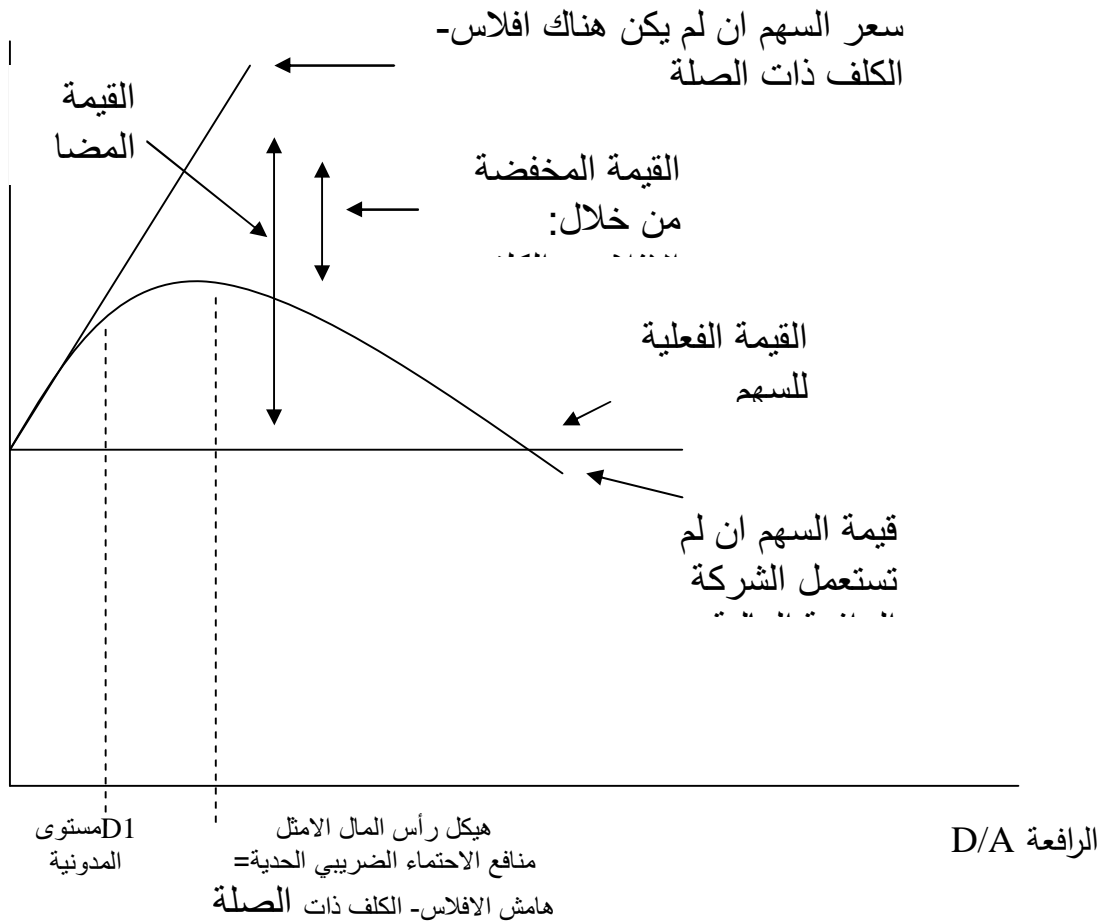 سعر السهم ان لم يكن هناك افلاس-
الكلف ذات الصلة
القيمة
المضا
القيمة المخفضة
من خلال:
القيمة الفعلية
للسهم
قيمة السهم ان لم
تستعمل الشركة
D1مستوى
المدونية
هيكل رأس المال الامثل
منافع الاحتماء الضريبي الحدية=
هامش الافلاس- الكلف ذات الصلة
الرافعة D/A